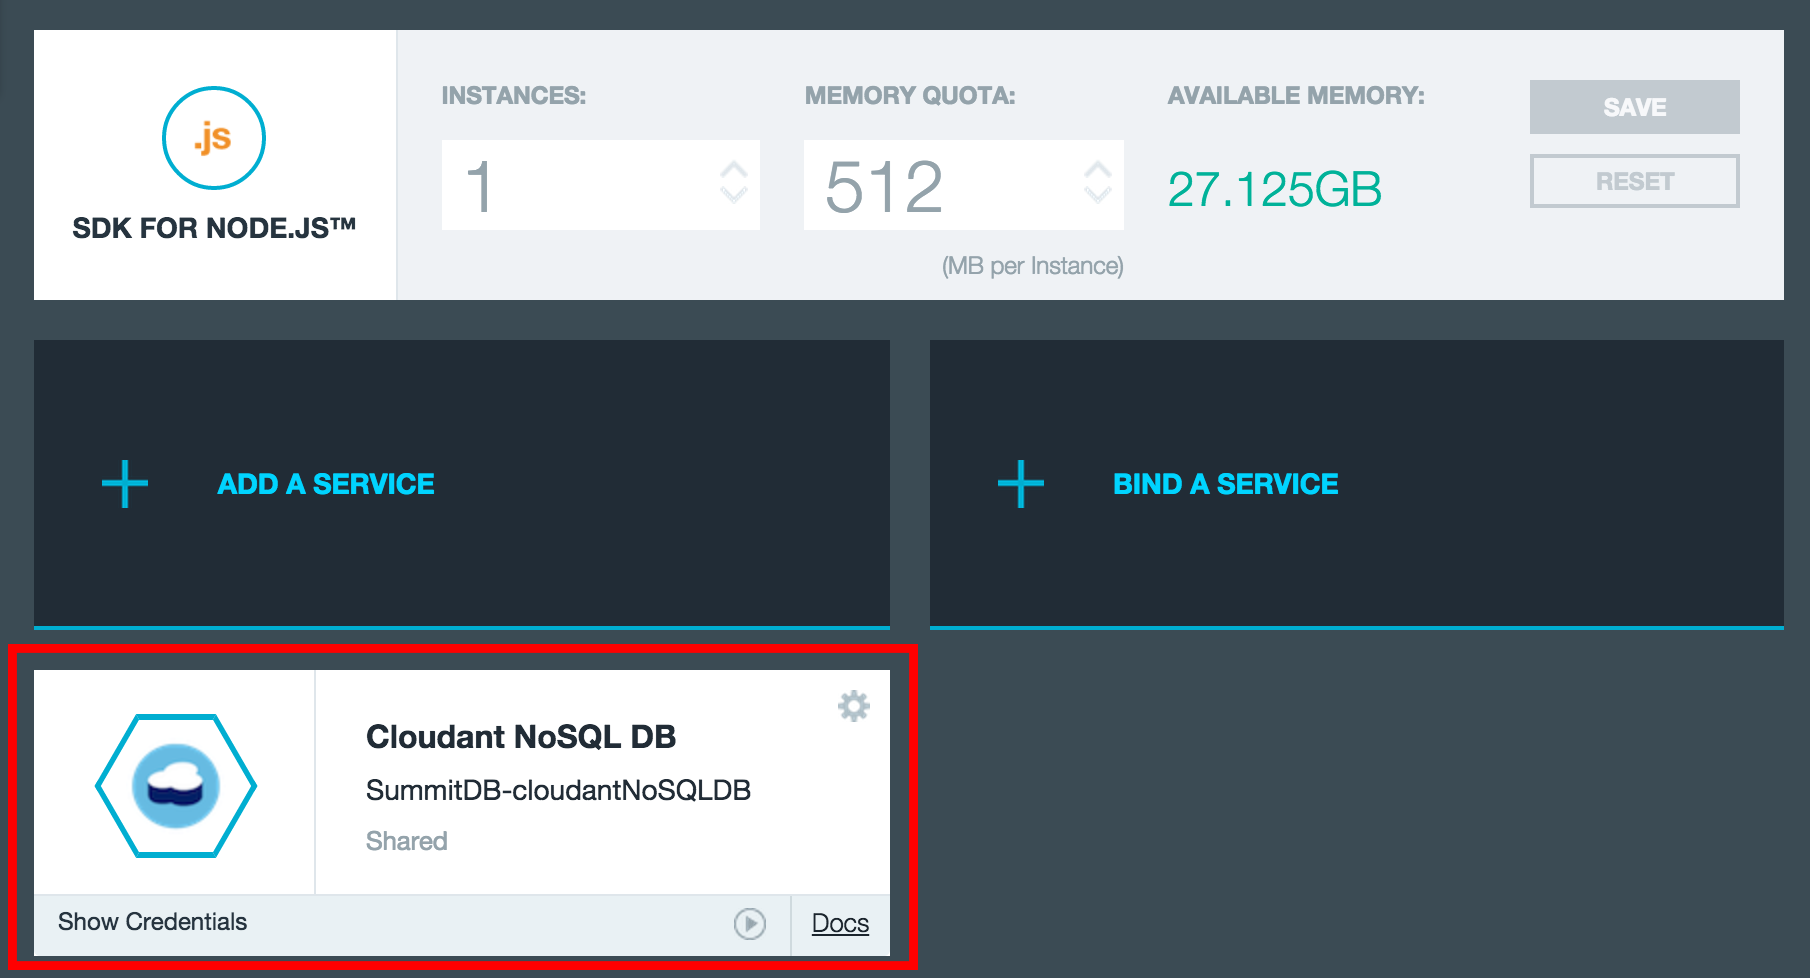 .js
SDK FOR NODE.JS™
INSTANCES:
1
MEMORY QUOTA:
512
(MB per Instance)
AVAILABLE MEMORY:
27.125GB
SAVE
RESET
ADD A SERVICE
BIND A SERVICE
Cloudant NoSQL DB
SummitDB-cloudantNoSQLDB
Shared
Show Credentials
Docs